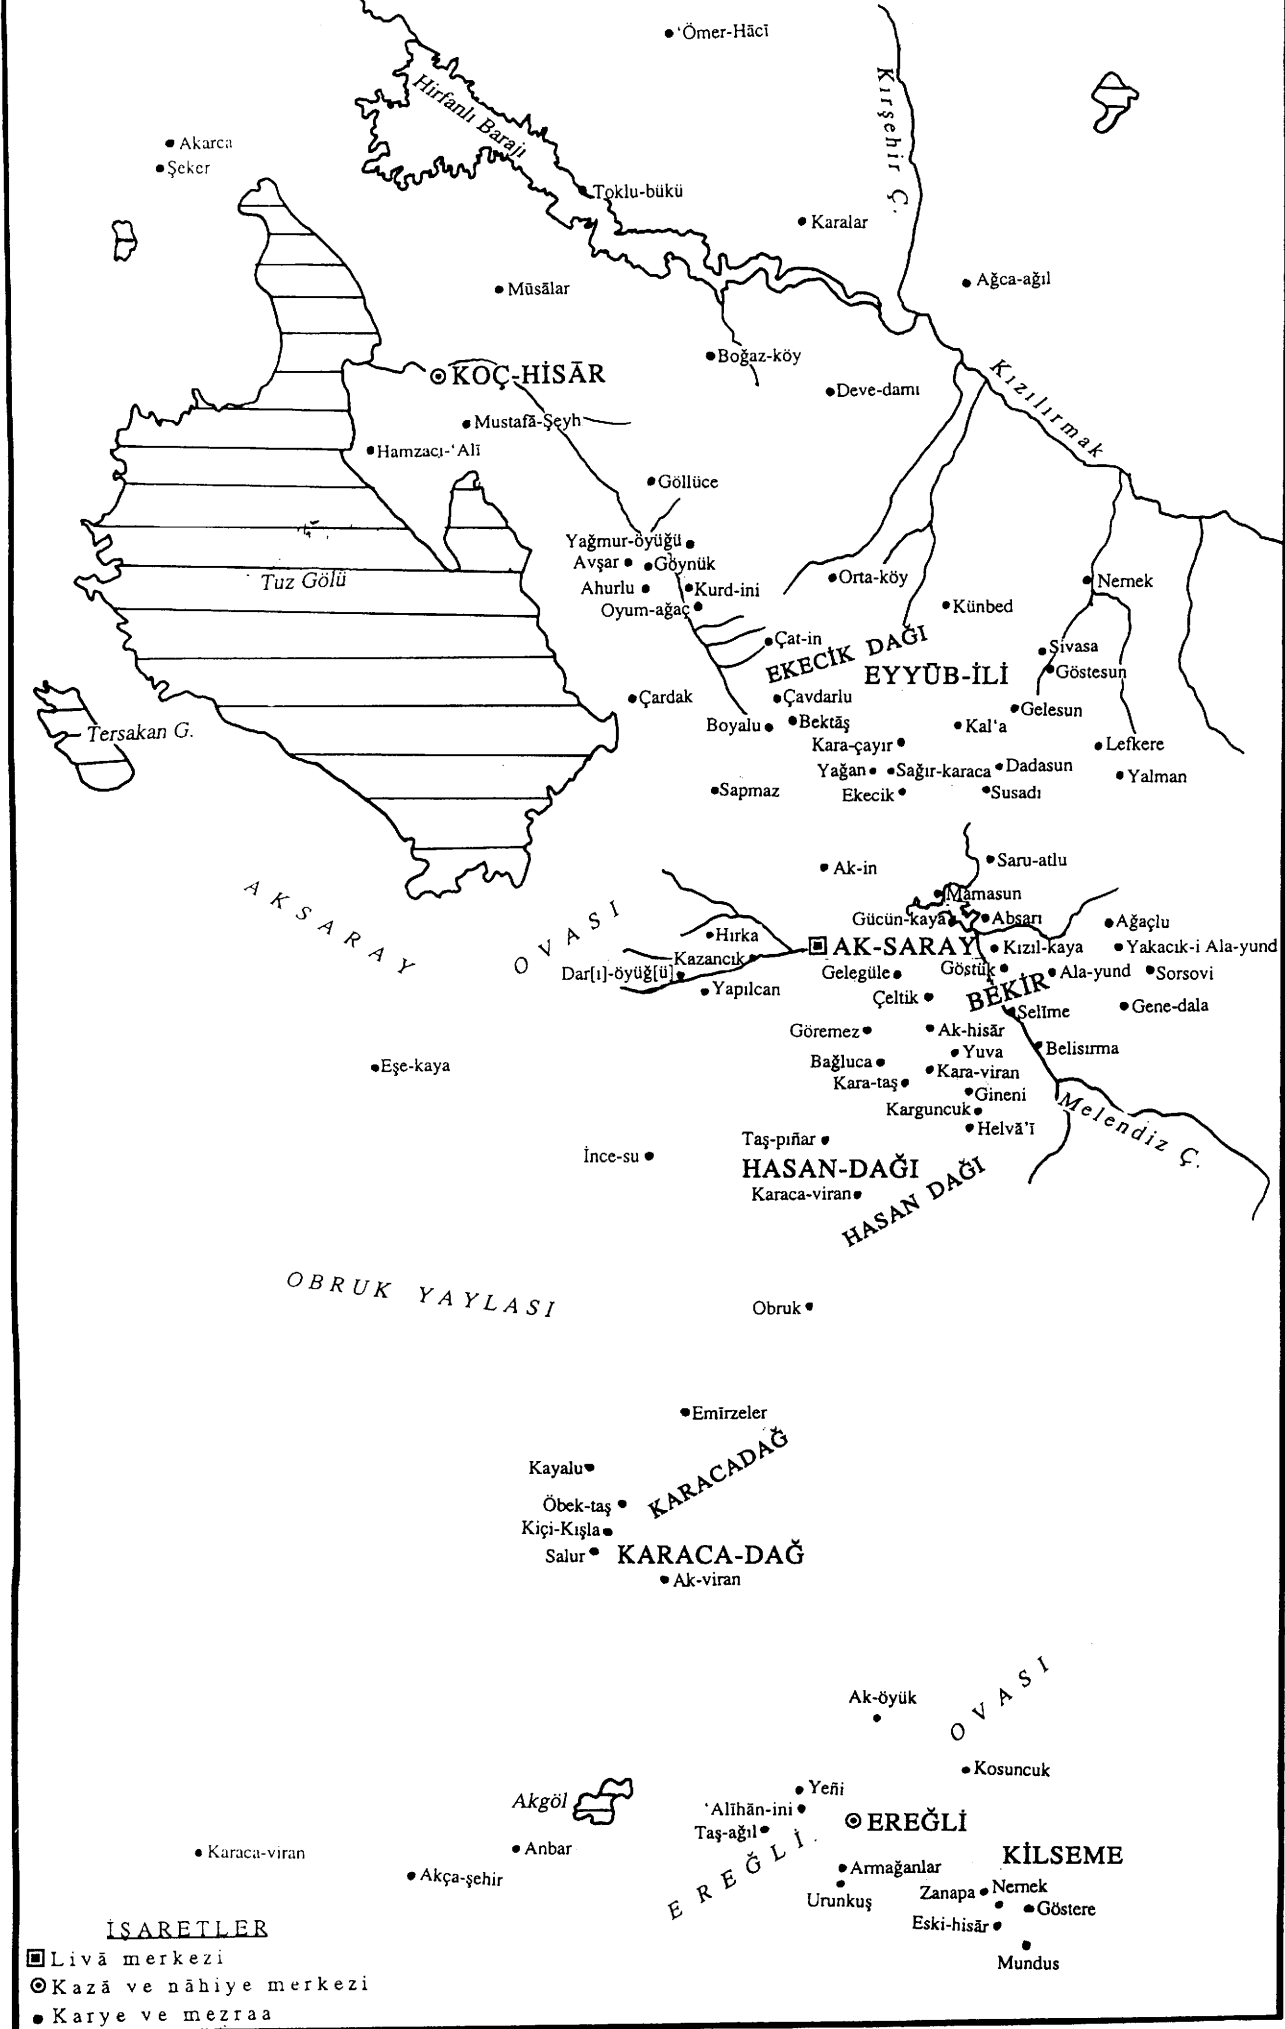 ʻÖmer-Hācī
Kırşehir Ç.
Hirfanlı Barajı
Akarca
Şeker
Toklu-bükü
Karalar
Ağca-ağıl
Mūsālar
Boğaz-köy
KOÇ-HİSĀR
Deve-damı
Kızılırmak
Mustafā-Şeyh
Hamzacı-ʻAlī
Göllüce
Yağmur-öyüğü
Avşar
Göynük
Tuz Gölü
Orta-köy
Nernek
Ahurlu
Kurd-ini
Oyum-ağaç
Künbed
Çat-in
EKECİK DAĞI
Sivasa
EYYŪB-İLİ
Göstesun
Çardak
Çavdarlu
Gelesun
Tersakan G.
Boyalu
Bektāş
Kal'a
Kara-çayır
Lefkere
Yağan
Sağır-karaca
Dadasun
Yalman
Sapmaz
Ekecik
Susadı
Ak-in
Saru-atlu
AKSARAY OVASI
Mamasun
Gücün-kaya
Absarı
Ağaçlu
Hırka
AK-SARAY
Kızıl-kaya
Yakacık-i Ala-yund
Kazancık
Dar[ı]-öyüğ[ü]
Gelegüle
Göstük
Ala-yund
Sorsovi
Yapılcan
Çeltik
BEKİR
Selīme
Gene-dala
Göremez
Ak-hisār
Yuva
Belisırma
Eşe-kaya
Bağluca
Kara-viran
Kara-taş
Gineni
Karguncuk
Melendiz Ç.
Helvā'ī
Taş-pıñar
İnce-su
HASAN-DAĞI
Karaca-viran
HASAN DAĞI
OBRUK YAYLASI
Obruk
Emīrzeler
KARACADAĞ
Kayalu
Öbek-taş
Kiçi-Kışla
Salur
KARACA-DAĞ
Ak-viran
Ak-öyük
EREĞLİ OVASI
Kosuncuk
Yeñi
Akgöl
ʻAlīhān-ini
EREĞLİ
Taş-ağıl
Karaca-viran
Anbar
KİLSEME
Akça-şehir
Armağanlar
Urunkuş
Zanapa
Nernek
Göstere
Eski-hisār
Mundus
İŞARETLER
Livā merkezi
Kazā ve nāhiye merkezi
Karye ve mezraa